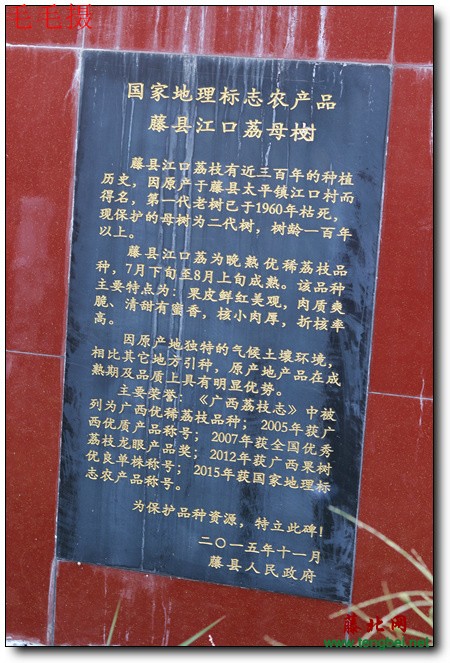 毛毛摄
国家地理标志农产品
藤县江口荔母树
藤县江口荔枝有近三百年的种植
历史，因原产于藤县太平镇江口村而
得名，第一代老树已于1960年枯死，
现保护的母树为二代树，树龄一百年
以上。
藤县江口荔为晚熟优稀荔枝品
种，7月下旬至8月上旬成熟。该品种
主要特点为：果皮鲜红美观，肉质爽
脆、清甜有蜜香，核小肉厚，折核率
高。
因原产地独特的气候土壤环境，
相比其它地方引种，原产地产品在成
熟期及品质上具有明显优势。
主要荣誉：《广西荔枝志》中被
列为广西优稀荔枝品种；2005年获广
西优质产品称号；2007年获全国优秀
荔枝龙眼产品奖；2012年获广西果树
优良单株称号；2015年获国家地理标
志农产品称号。
为保护品种资源，特立此碑！
二〇一五年十一月
藤县人民政府
藤北网
www.tengbei.net